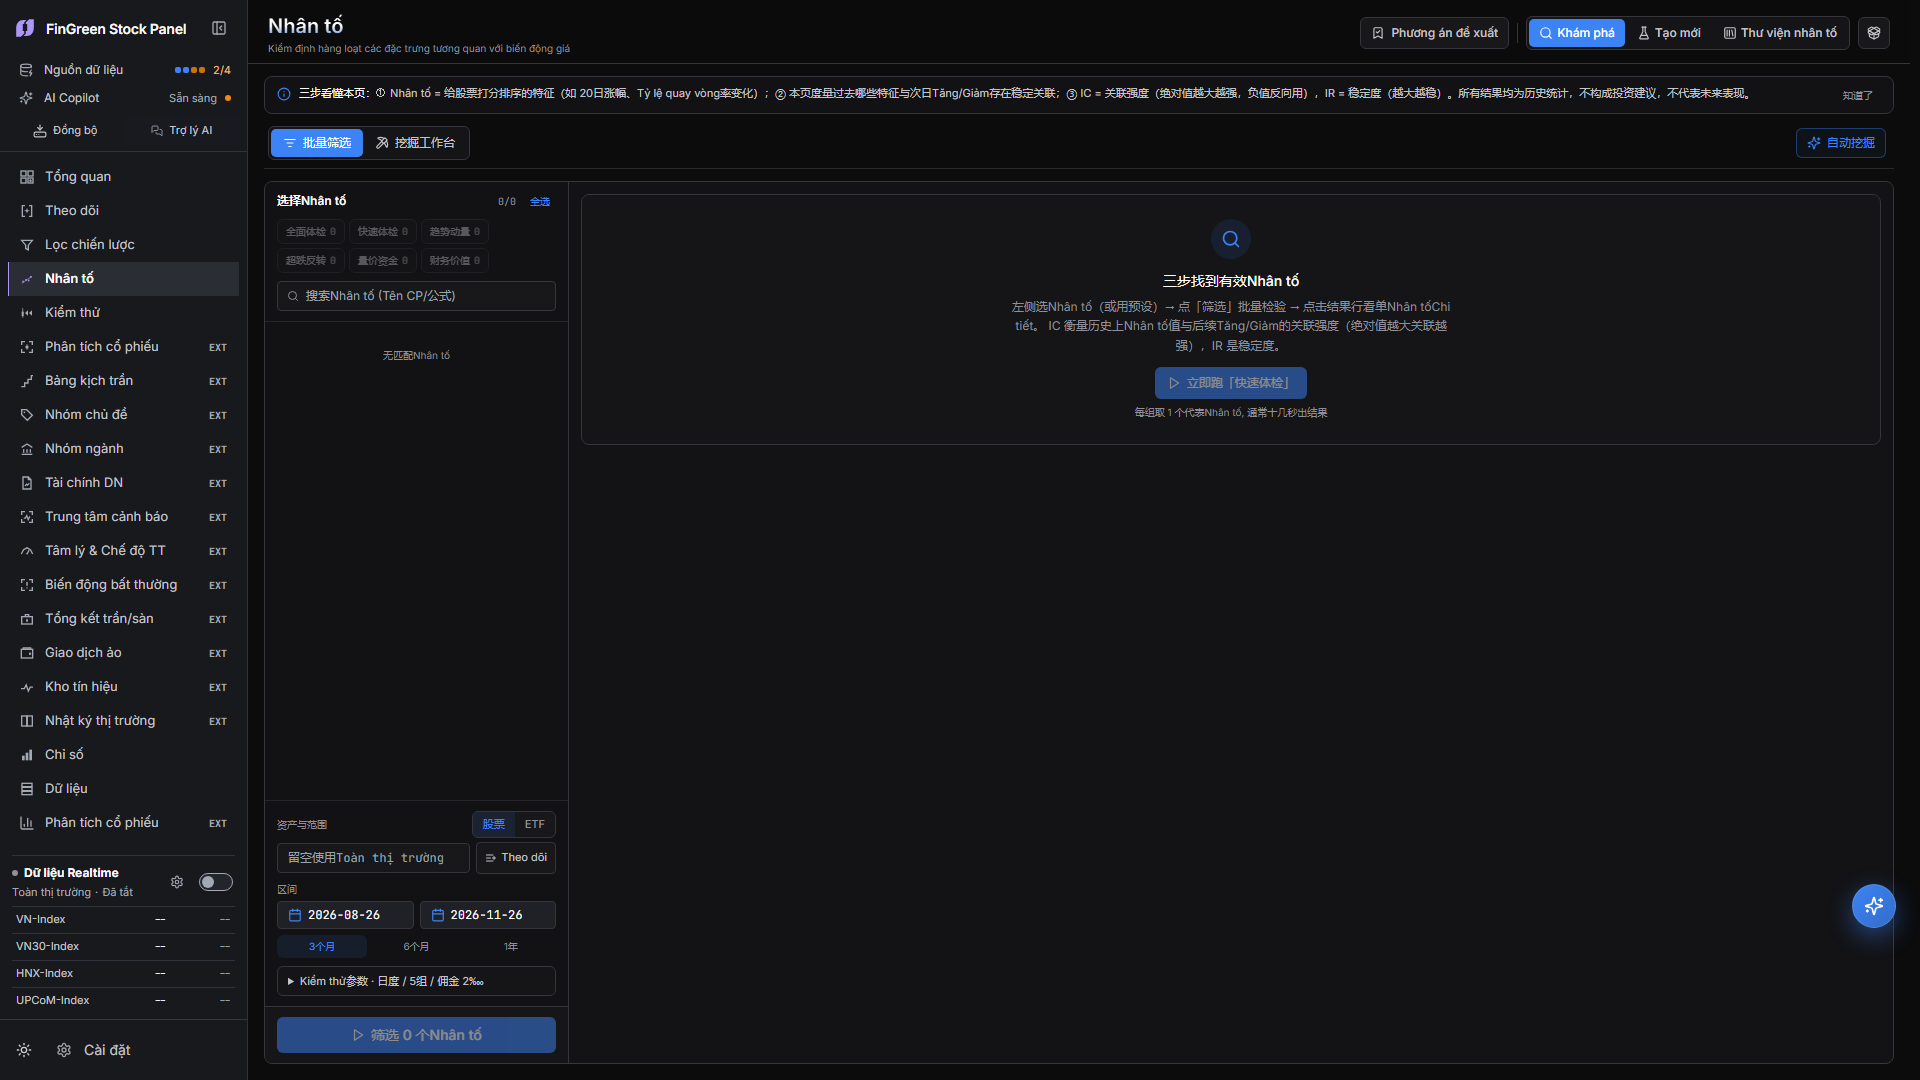 FinGreen Stock Panel
Nguồn dữ liệu 2/4
AI Copilot Sẵn sàng
Đồng bộ Trợ lý AI
Tổng quan
Theo dõi
Lọc chiến lược
Nhân tố
Kiểm thử
Phân tích cổ phiếu EXT
Bảng kịch trần EXT
Nhóm chủ đề EXT
Nhóm ngành EXT
Tài chính DN EXT
Trung tâm cảnh báo EXT
Tâm lý & Chế độ TT EXT
Biến động bất thường EXT
Tổng kết trần/sàn EXT
Giao dịch ảo EXT
Kho tín hiệu EXT
Nhật ký thị trường EXT
Chỉ số
Dữ liệu
Phân tích cổ phiếu EXT
Dữ liệu Realtime
Toàn thị trường · Đã tắt
VN-Index -- --
VN30-Index -- --
HNX-Index -- --
UPCoM-Index -- --
Cài đặt
Nhân tố
Kiểm định hàng loạt các đặc trưng tương quan với biến động giá
Phương án đề xuất Khám phá Tạo mới Thư viện nhân tố
三步看懂本页：① Nhân tố = 给股票打分排序的特征（如 20日涨幅、Tỷ lệ quay vòng率变化）；② 本页度量过去哪些特征与次日Tăng/Giảm存在稳定关联；③ IC = 关联强度（绝对值越大越强，负值反向用），IR = 稳定度（越大越稳）。所有结果均为历史统计，不构成投资建议，不代表未来表现。 知道了
批量筛选 挖掘工作台 自动挖掘
选择Nhân tố 0/0 全选
全面体检 0 快速体检 0 趋势动量 0
超跌反转 0 量价资金 0 财务价值 0
搜索Nhân tố (Tên CP/公式)
无匹配Nhân tố
资产与范围 股票 ETF
留空使用Toàn thị trường Theo dõi
区间
2026-08-26 2026-11-26
3个月 6个月 1年
▶ Kiểm thử参数 · 日度 / 5组 / 佣金 2‱
筛选 0 个Nhân tố
三步找到有效Nhân tố
左侧选Nhân tố（或用预设）→ 点「筛选」批量检验 → 点击结果行看单Nhân tốChi
tiết。 IC 衡量历史上Nhân tố值与后续Tăng/Giảm的关联强度（绝对值越大关联越
强），IR 是稳定度。
立即跑「快速体检」
每组取 1 个代表Nhân tố, 通常十几秒出结果